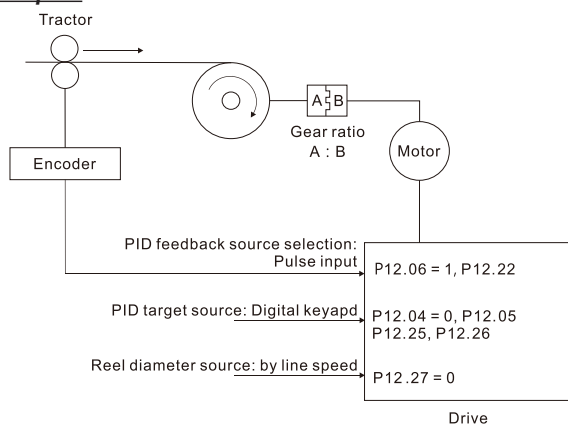 Tractor
A B
Gear ratio
A : B
Motor
Encoder
PID feedback source selection:
Pulse input
P12.06 = 1, P12.22
PID target source: Digital keyapd
P12.04 = 0, P12.05
P12.25, P12.26
Reel diameter source: by line speed
P12.27 = 0
Drive